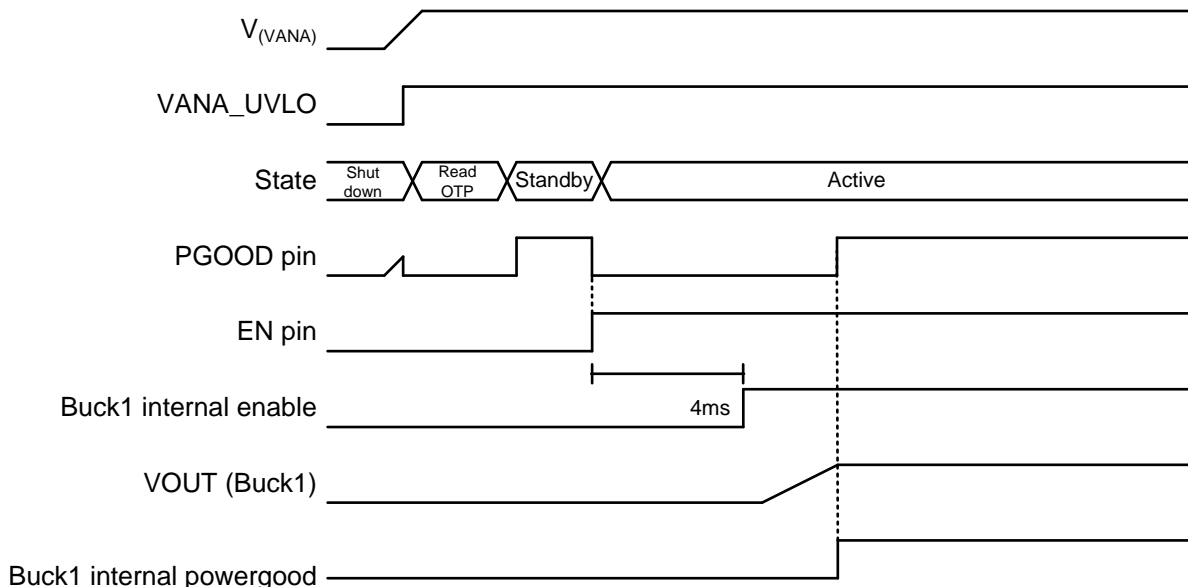 V(VANA)
VANA_UVLO
State
Shut
down
Read
OTP
Standby
Active
PGOOD pin
EN pin
Buck1 internal enable
4ms
VOUT (Buck1)
Buck1 internal powergood